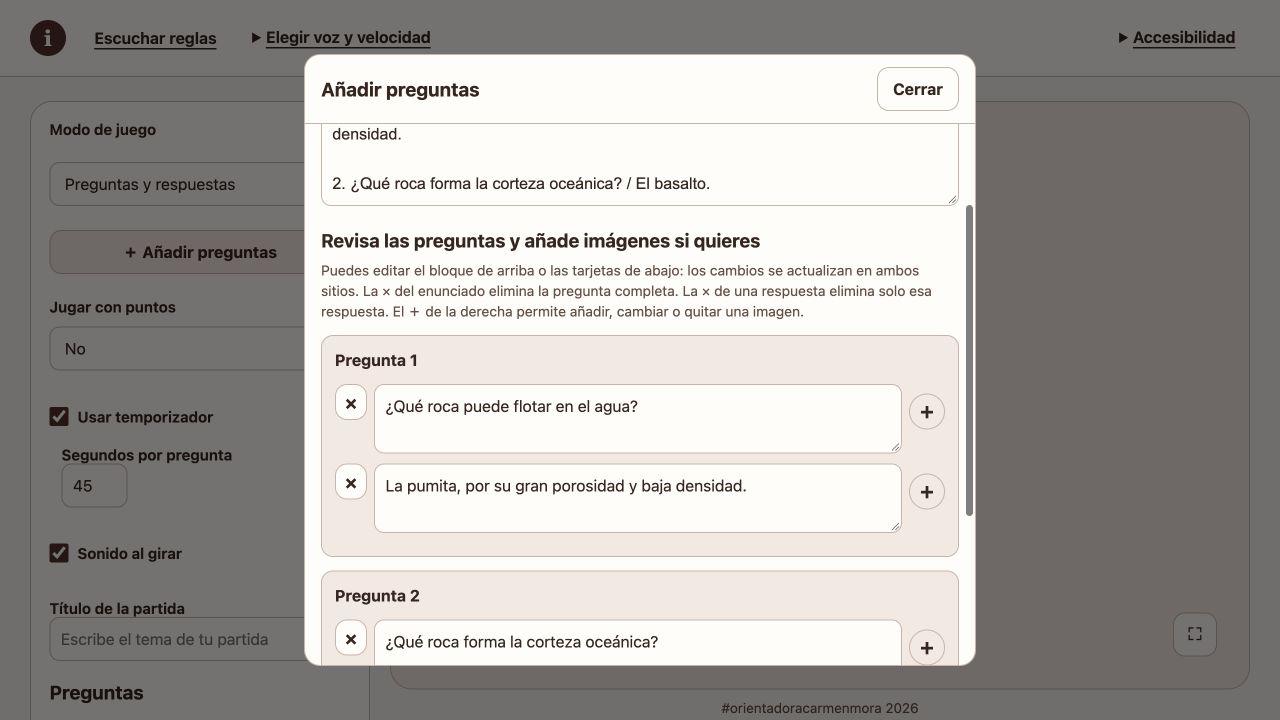 i
Escuchar reglas
▶ Elegir voz y velocidad
▶ Accesibilidad
Modo de juego
Preguntas y respuestas
+ Añadir preguntas
Jugar con puntos
No
Usar temporizador
Segundos por pregunta
45
Sonido al girar
Título de la partida
Escribe el tema de tu partida
Preguntas
Añadir preguntas
Cerrar
densidad.
2. ¿Qué roca forma la corteza oceánica? / El basalto.
Revisa las preguntas y añade imágenes si quieres
Puedes editar el bloque de arriba o las tarjetas de abajo: los cambios se actualizan en ambos
sitios. La × del enunciado elimina la pregunta completa. La × de una respuesta elimina solo esa
respuesta. El + de la derecha permite añadir, cambiar o quitar una imagen.
Pregunta 1
× ¿Qué roca puede flotar en el agua? +
× La pumita, por su gran porosidad y baja densidad. +
Pregunta 2
× ¿Qué roca forma la corteza oceánica? +
#orientadoracarmenmora 2026